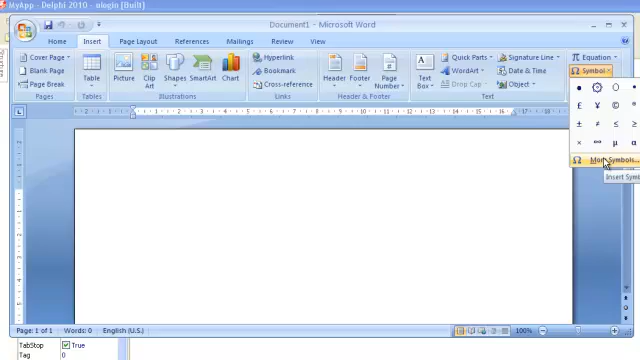 MyApp - Delphi 2010 - ulogin [Built]
Document1 - Microsoft Word
Home Insert Page Layout References Mailings Review View
Cover Page
Blank Page
Page Break
Pages
Table
Tables
Picture
Clip
Art
Shapes SmartArt Chart
Illustrations
Hyperlink
Bookmark
Cross-reference
Links
Header Footer Page
Number
Header & Footer
Text
Box
Quick Parts
WordArt
Drop Cap
Signature Line
Date & Time
Object
Text
π Equation
Ω Symbol
£ ¥ ©
± ≠ ≤ ≥
× ∞ µ α
Ω More Symbols...
Insert Symb
Page: 1 of 1 Words: 0 English (U.S.) 100%
TabStop True
Tag 0